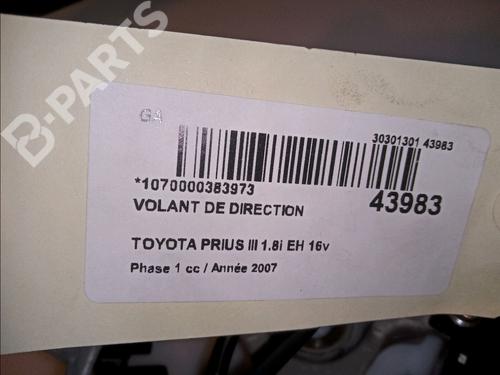 B-PARTS
GA
30301301 43983
*1070000383973
43983
VOLANT DE DIRECTION
TOYOTA PRIUS III 1.8i EH 16v
Phase 1 cc / Année 2007